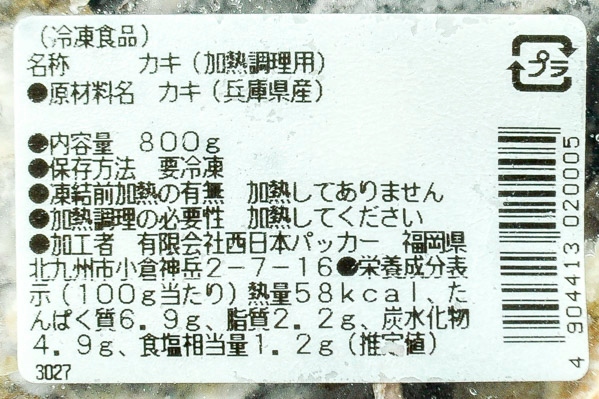 （冷凍食品）
名称　　　カキ（加熱調理用）
●原材料名　カキ（兵庫県産）
●内容量　８００ｇ
●保存方法　要冷凍
●凍結前加熱の有無　加熱してありません
●加熱調理の必要性　加熱してください
●加工者　有限会社西日本パッカー　福岡県
北九州市小倉神岳２－７－１６●栄養成分表
示（１００ｇ当たり）熱量５８ｋｃａｌ、た
んぱく質６．９ｇ、脂質２．２ｇ、炭水化物
４．９ｇ、食塩相当量１．２ｇ（推定値）
3027
プラ
4 904413 020005